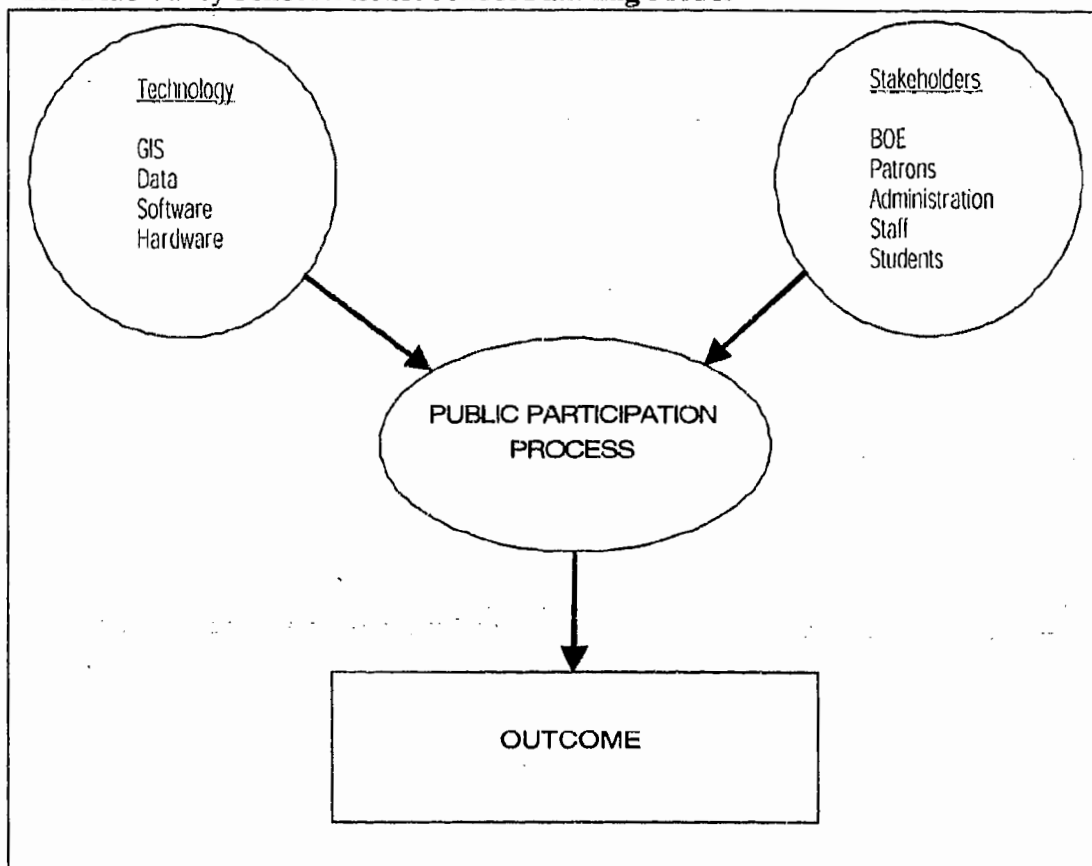 Technology
GIS
Data
Software
Hardware
Stakeholders
BOE
Patrons
Administration
Staff
Students
PUBLIC PARTICIPATION
PROCESS
OUTCOME